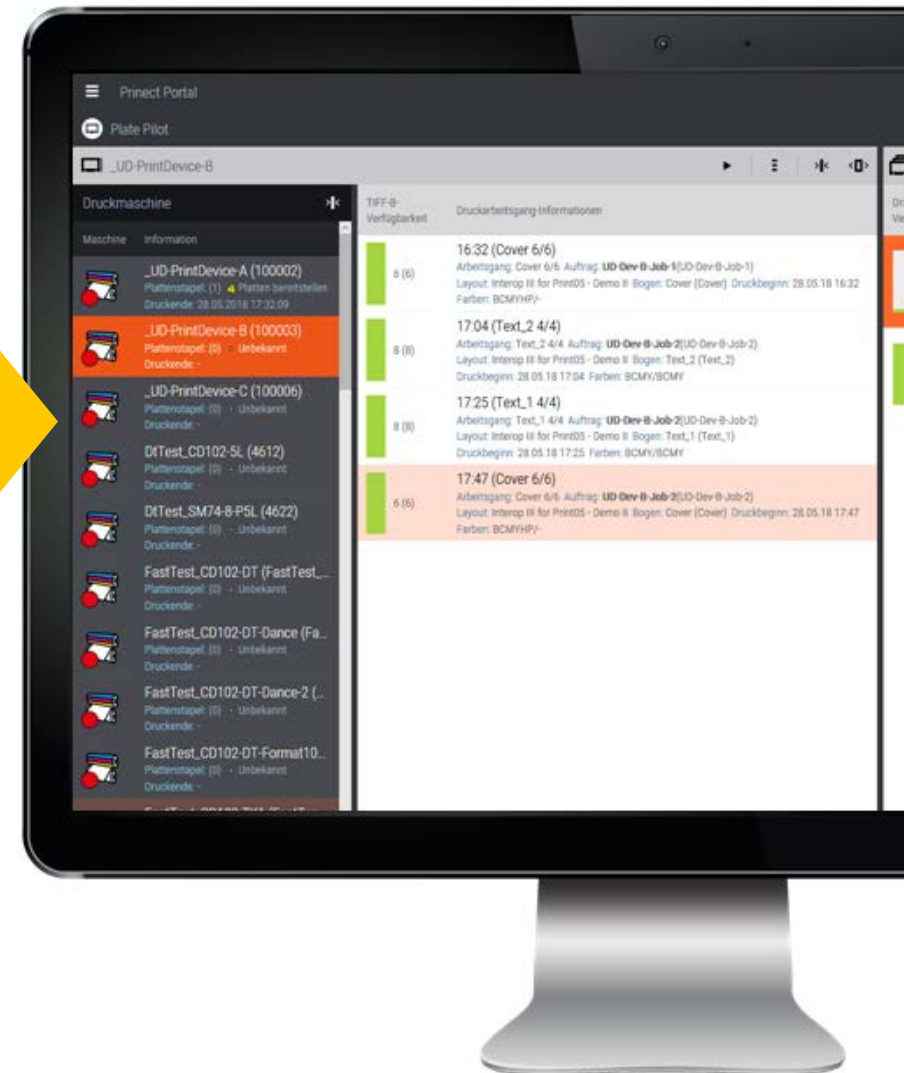 Prinect Portal
Plate Pilot
_UD-PrintDevice-B
Druckmaschine
Maschine Information
_UD-PrintDevice-A (100002)
Plattenstapel: (1) 4 Platten bereitstellen
Druckende: 28.05.2018 17:32:09
_UD-PrintDevice-B (100003)
Plattenstapel: (0) - Unbekannt
Druckende: -
_UD-PrintDevice-C (100006)
Plattenstapel: (0) - Unbekannt
Druckende: -
DtTest_CD102-5L (4612)
Plattenstapel: (0) - Unbekannt
Druckende: -
DtTest_SM74-8-P5L (4622)
Plattenstapel: (0) - Unbekannt
Druckende: -
FastTest_CD102-DT (FastTest_...
Plattenstapel: (0) - Unbekannt
Druckende: -
FastTest_CD102-DT-Dance (Fa...
Plattenstapel: (0) - Unbekannt
Druckende: -
FastTest_CD102-DT-Dance-2 (...
Plattenstapel: (0) - Unbekannt
Druckende: -
FastTest_CD102-DT-Format10...
Plattenstapel: (0) - Unbekannt
Druckende: -
TIFF-B-
Verfügbarkeit
Druckarbeitsgang-Informationen
16:32 (Cover 6/6)
6 (6)
Arbeitsgang: Cover 6/6 Auftrag: UD-Dev-B-Job-1(UD-Dev-B-Job-1)
Layout: Interop III for Print05 - Demo II Bogen: Cover (Cover) Druckbeginn: 28.05.18 16:32
Farben: BCMYHP/-
17:04 (Text_2 4/4)
8 (8)
Arbeitsgang: Text_2 4/4 Auftrag: UD-Dev-B-Job-2(UD-Dev-B-Job-2)
Layout: Interop III for Print05 - Demo II Bogen: Text_2 (Text_2)
Druckbeginn: 28.05.18 17:04 Farben: BCMY/BCMY
17:25 (Text_1 4/4)
8 (8)
Arbeitsgang: Text_1 4/4 Auftrag: UD-Dev-B-Job-2(UD-Dev-B-Job-2)
Layout: Interop III for Print05 - Demo II Bogen: Text_1 (Text_1)
Druckbeginn: 28.05.18 17:25 Farben: BCMY/BCMY
17:47 (Cover 6/6)
6 (6)
Arbeitsgang: Cover 6/6 Auftrag: UD-Dev-B-Job-2(UD-Dev-B-Job-2)
Layout: Interop III for Print05 - Demo II Bogen: Cover (Cover) Druckbeginn: 28.05.18 17:47
Farben: BCMYHP/-